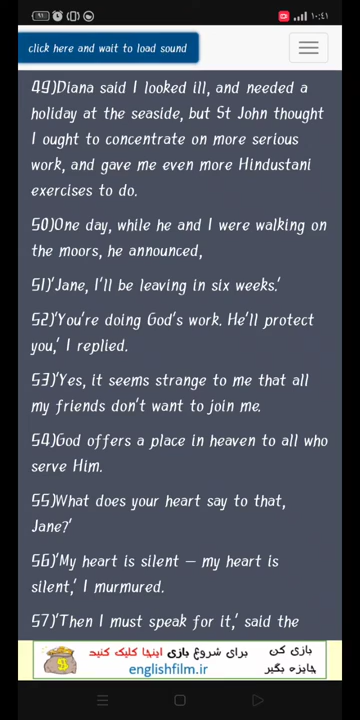 91
١٠:٤١
click here and wait to load sound
49)Diana said I looked ill, and needed a
holiday at the seaside, but St John thought
I ought to concentrate on more serious
work, and gave me even more Hindustani
exercises to do.
50)One day, while he and I were walking on
the moors, he announced,
51)'Jane, I'll be leaving in six weeks.'
52)'You're doing God's work. He'll protect
you,' I replied.
53)'Yes, it seems strange to me that all
my friends don't want to join me.
54)God offers a place in heaven to all who
serve Him.
55)What does your heart say to that,
Jane?'
56)'My heart is silent – my heart is
silent,' I murmured.
57)'Then I must speak for it,' said the
بازی کن
جایزه بگیر
برای شروع بازی اینجا کلیک کنید
englishfilm.ir